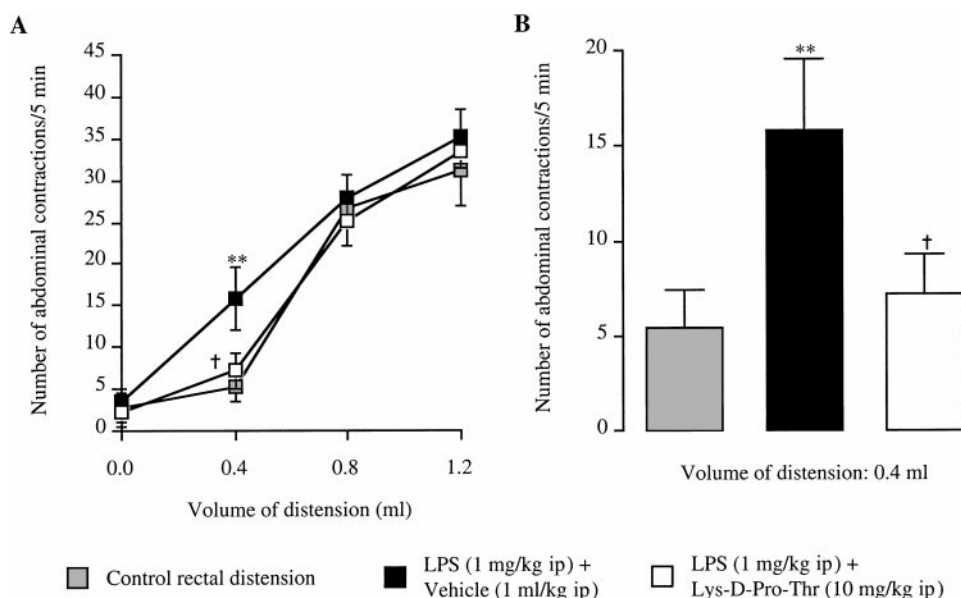 A
Number of abdominal contractions/5 min
45
40
35
30
25
20
15
10
5
0
**
†
0.0 0.4 0.8 1.2
Volume of distension (ml)
B
Number of abdominal contractions/5 min
20
15
10
5
0
**
†
Volume of distension: 0.4 ml
Control rectal distension
LPS (1 mg/kg ip) +
Vehicle (1 ml/kg ip)
LPS (1 mg/kg ip) +
Lys-D-Pro-Thr (10 mg/kg ip)